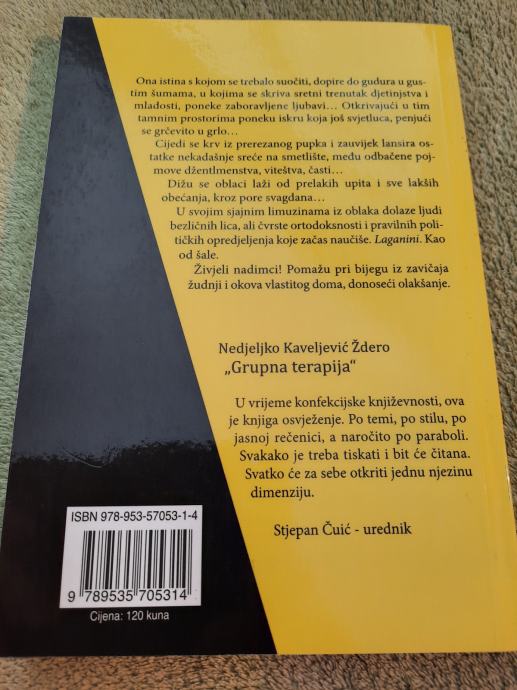 Ona istina s kojom se trebalo suočiti, dopire do gudura u gus-
tim šumama, u kojima se skriva sretni trenutak djetinjstva i
mladosti, poneke zaboravljene ljubavi… Otkrivajući u tim
tamnim prostorima poneku iskru koja još svjetluca, penjući
se grčevito u grlo…
Cijedi se krv iz prerezanog pupka i zauvijek lansira os-
tatke nekadašnje sreće na smetlište, među odbačene poj-
move džentlmenstva, viteštva, časti…
Dižu se oblaci laži od prelakih upita i sve lakših
obećanja, kroz pore svagdana…
U svojim sjajnim limuzinama iz oblaka dolaze ljudi
bezličnih lica, ali čvrste ortodoksnosti i pravilnih poli-
tičkih opredjeljenja koje začas naučiše. Laganini. Kao
od šale.
Živjeli nadimci! Pomažu pri bijegu iz zavičaja
žudnji i okova vlastitog doma, donoseći olakšanje.
Nedjeljko Kaveljević Ždero
„Grupna terapija“
U vrijeme konfekcijske književnosti, ova
je knjiga osvježenje. Po temi, po stilu, po
jasnoj rečenici, a naročito po paraboli.
Svakako je treba tiskati i bit će čitana.
Svatko će za sebe otkriti jednu njezinu
dimenziju.
Stjepan Čuić - urednik
ISBN 978-953-57053-1-4
9 789535 705314
Cijena: 120 kuna